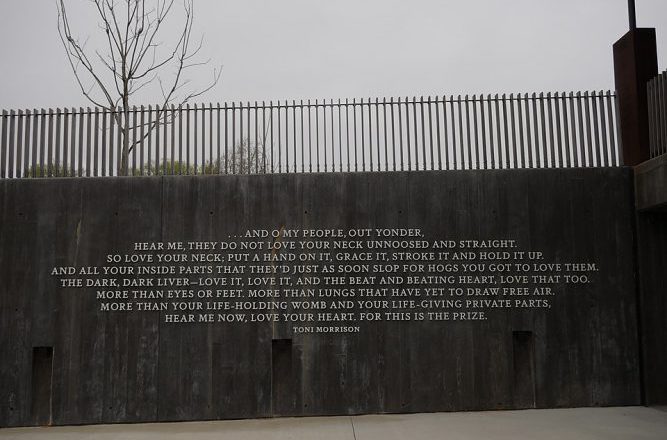 . . . AND O MY PEOPLE, OUT YONDER,
HEAR ME, THEY DO NOT LOVE YOUR NECK UNNOOSED AND STRAIGHT.
SO LOVE YOUR NECK; PUT A HAND ON IT, GRACE IT, STROKE IT AND HOLD IT UP.
AND ALL YOUR INSIDE PARTS THAT THEY'D JUST AS SOON SLOP FOR HOGS YOU GOT TO LOVE THEM.
THE DARK, DARK LIVER—LOVE IT, LOVE IT, AND THE BEAT AND BEATING HEART, LOVE THAT TOO.
MORE THAN EYES OR FEET. MORE THAN LUNGS THAT HAVE YET TO DRAW FREE AIR.
MORE THAN YOUR LIFE-HOLDING WOMB AND YOUR LIFE-GIVING PRIVATE PARTS,
HEAR ME NOW, LOVE YOUR HEART. FOR THIS IS THE PRIZE.
TONI MORRISON